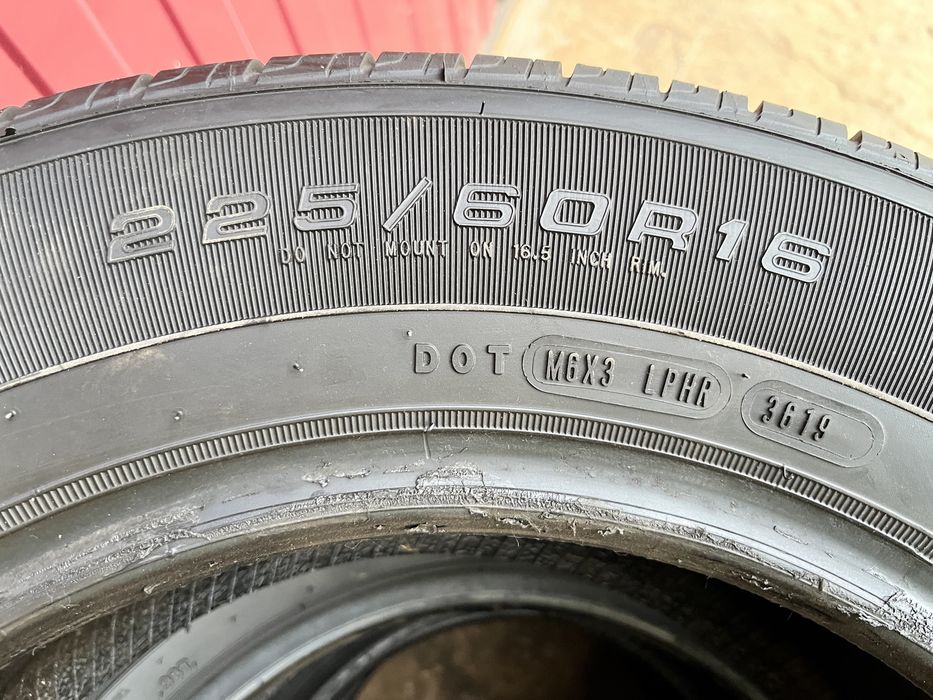 225/60R16
DO NOT MOUNT ON 16.5 INCH RIM.
DOT M6X3 LPHR 3619